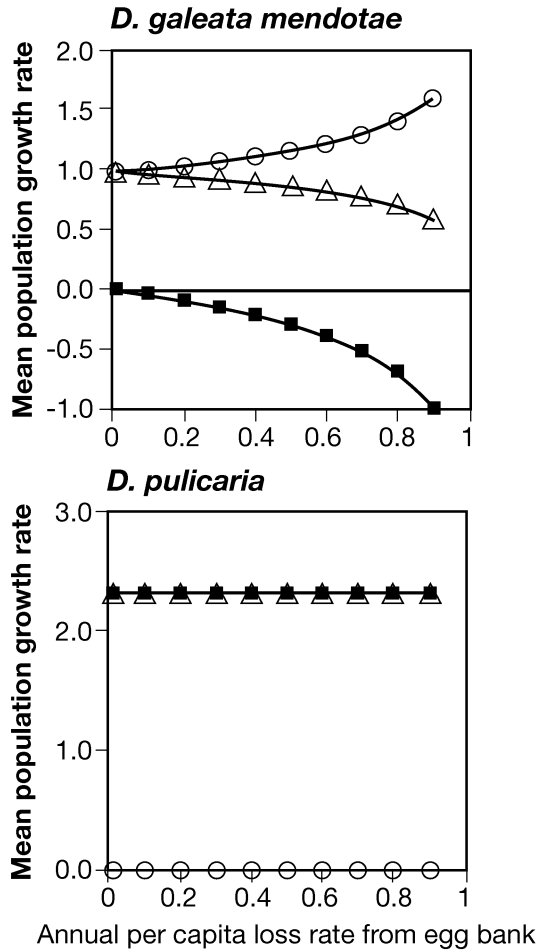 D. galeata mendotae
Mean population growth rate
2.0
1.5
1.0
0.5
0.0
-0.5
-1.0
0 0.2 0.4 0.6 0.8 1
D. pulicaria
Mean population growth rate
3.0
2.0
1.0
0.0
0 0.2 0.4 0.6 0.8 1
Annual per capita loss rate from egg bank